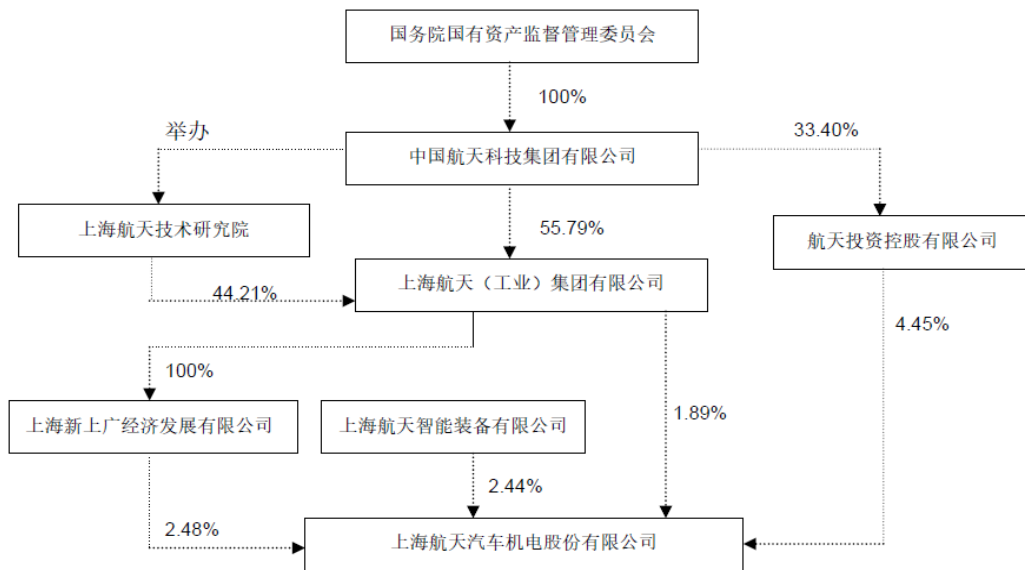 国务院国有资产监督管理委员会
100%
举办
33.40%
中国航天科技集团有限公司
上海航天技术研究院
55.79%
航天投资控股有限公司
上海航天（工业）集团有限公司
44.21%
4.45%
100%
上海新上广经济发展有限公司
上海航天智能装备有限公司
1.89%
2.44%
2.48%
上海航天汽车机电股份有限公司